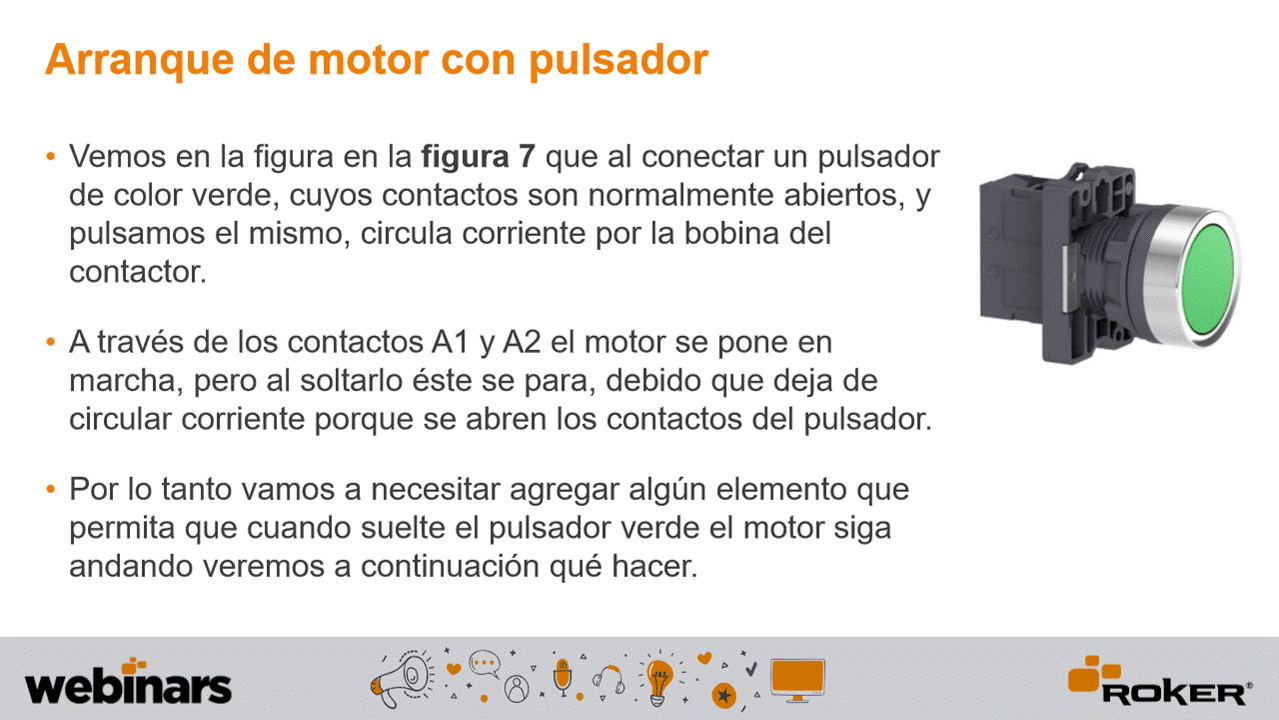 Arranque de motor con pulsador
• Vemos en la figura en la figura 7 que al conectar un pulsador
de color verde, cuyos contactos son normalmente abiertos, y
pulsamos el mismo, circula corriente por la bobina del
contactor.
• A través de los contactos A1 y A2 el motor se pone en
marcha, pero al soltarlo éste se para, debido que deja de
circular corriente porque se abren los contactos del pulsador.
• Por lo tanto vamos a necesitar agregar algún elemento que
permita que cuando suelte el pulsador verde el motor siga
andando veremos a continuación qué hacer.
webinars
ROKER®